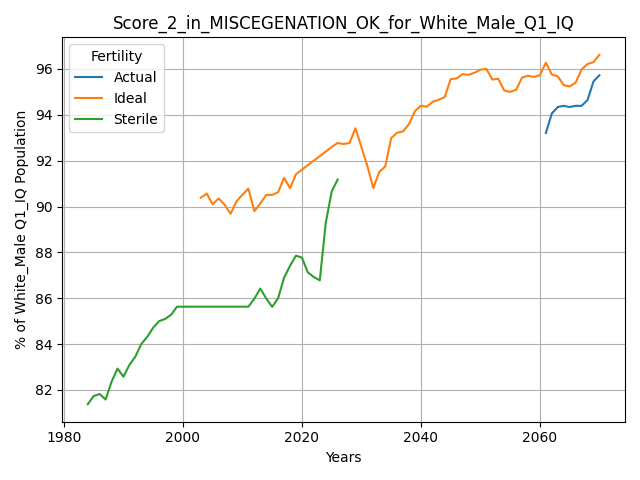 Score_2_in_MISCEGENATION_OK_for_White_Male_Q1_IQ
Fertility
Actual
Ideal
Sterile
% of White_Male Q1_IQ Population
96
94
92
90
88
86
84
82
1980
2000
2020
2040
2060
Years